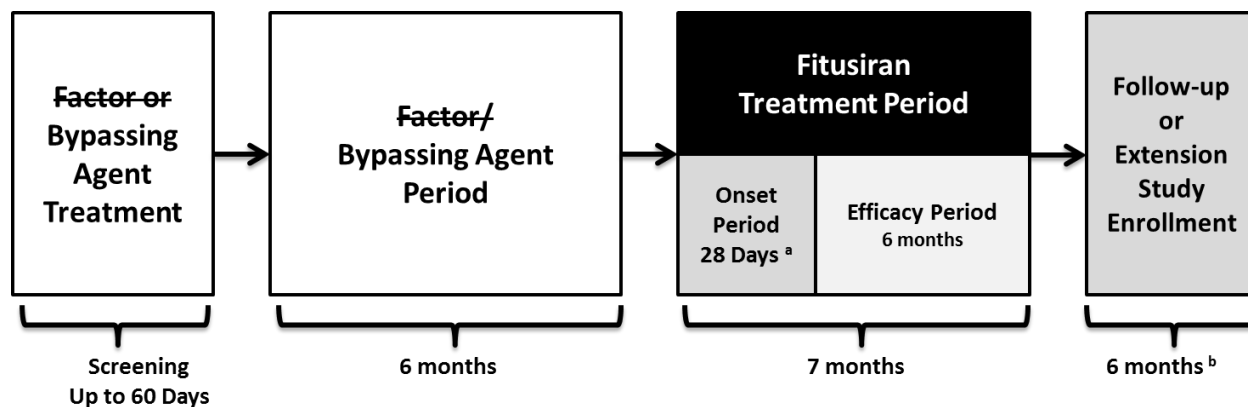 Factor or
Bypassing
Agent
Treatment
Factor/
Bypassing Agent
Period
Fitusiran
Treatment Period
Onset
Period
28 Days a
Efficacy Period
6 months
Follow-up
or
Extension
Study
Enrollment
Screening
Up to 60 Days
6 months
7 months
6 months b